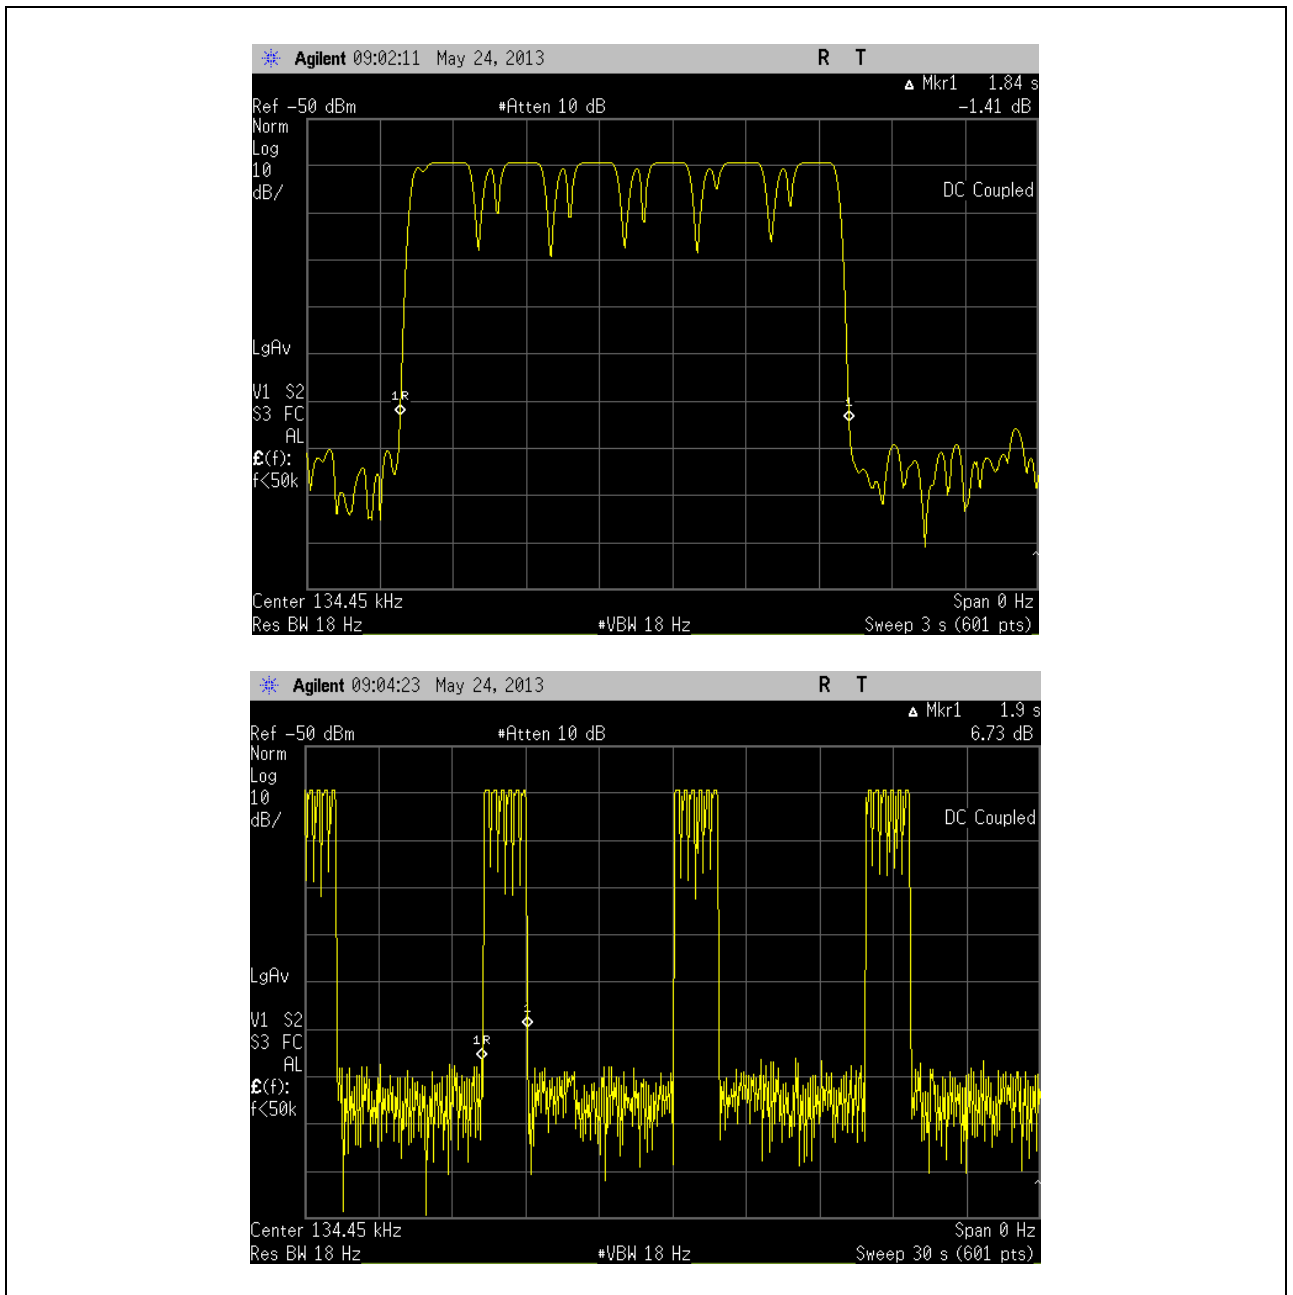 Agilent 09:02:11 May 24, 2013 R T
Δ Mkr1 1.84 s
Ref -50 dBm #Atten 10 dB -1.41 dB
Norm
Log
10
dB/
DC Coupled
LgAv
1R
1
V1 S2
S3 FC
AL
£(f):
f<50k
Center 134.45 kHz Span 0 Hz
Res BW 18 Hz #VBW 18 Hz Sweep 3 s (601 pts)
Agilent 09:04:23 May 24, 2013 R T
Δ Mkr1 1.9 s
Ref -50 dBm #Atten 10 dB 6.73 dB
Norm
Log
10
dB/
DC Coupled
LgAv
1
V1 S2
1R
S3 FC
AL
£(f):
f<50k
Center 134.45 kHz Span 0 Hz
Res BW 18 Hz #VBW 18 Hz Sweep 30 s (601 pts)